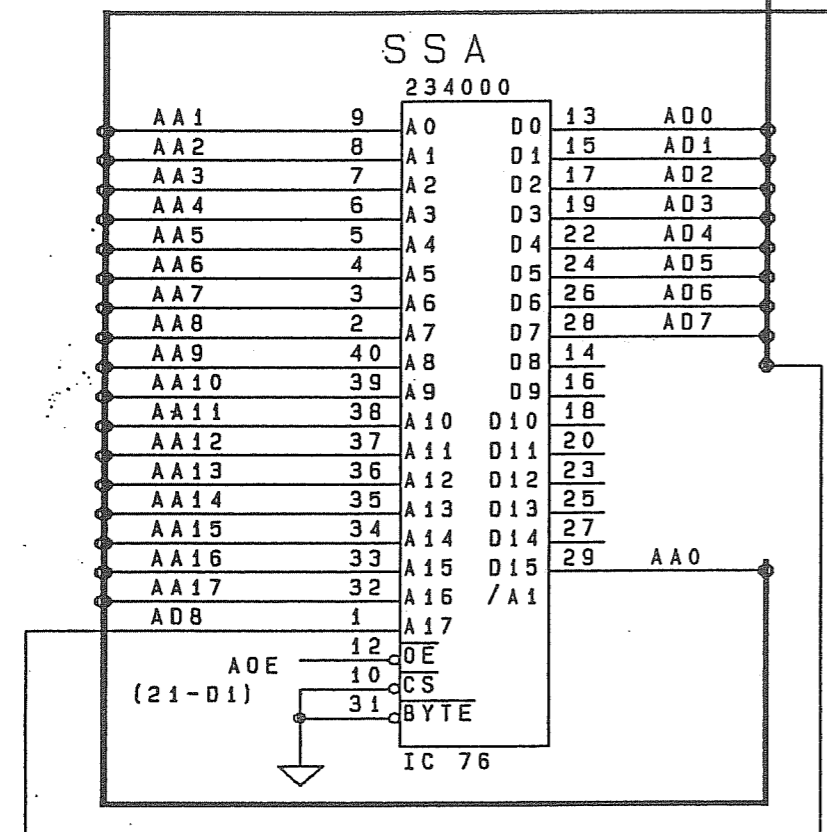 SSA
234000
AA1 9 A0 D0 13 AD0
AA2 8 A1 D1 15 AD1
AA3 7 A2 D2 17 AD2
AA4 6 A3 D3 19 AD3
AA5 5 A4 D4 22 AD4
AA6 4 A5 D5 24 AD5
AA7 3 A6 D6 26 AD6
AA8 2 A7 D7 28 AD7
AA9 40 A8 D8 14
AA10 39 A9 D9 16
AA11 38 A10 D10 18
AA12 37 A11 D11 20
AA13 36 A12 D12 23
AA14 35 A13 D13 25
AA15 34 A14 D14 27
AA16 33 A15 D15 29 AA0
AA17 32 A16 /A1
AD8 1 A17
AOE 12 OE
(21-D1) 10 CS
31 BYTE
IC 76